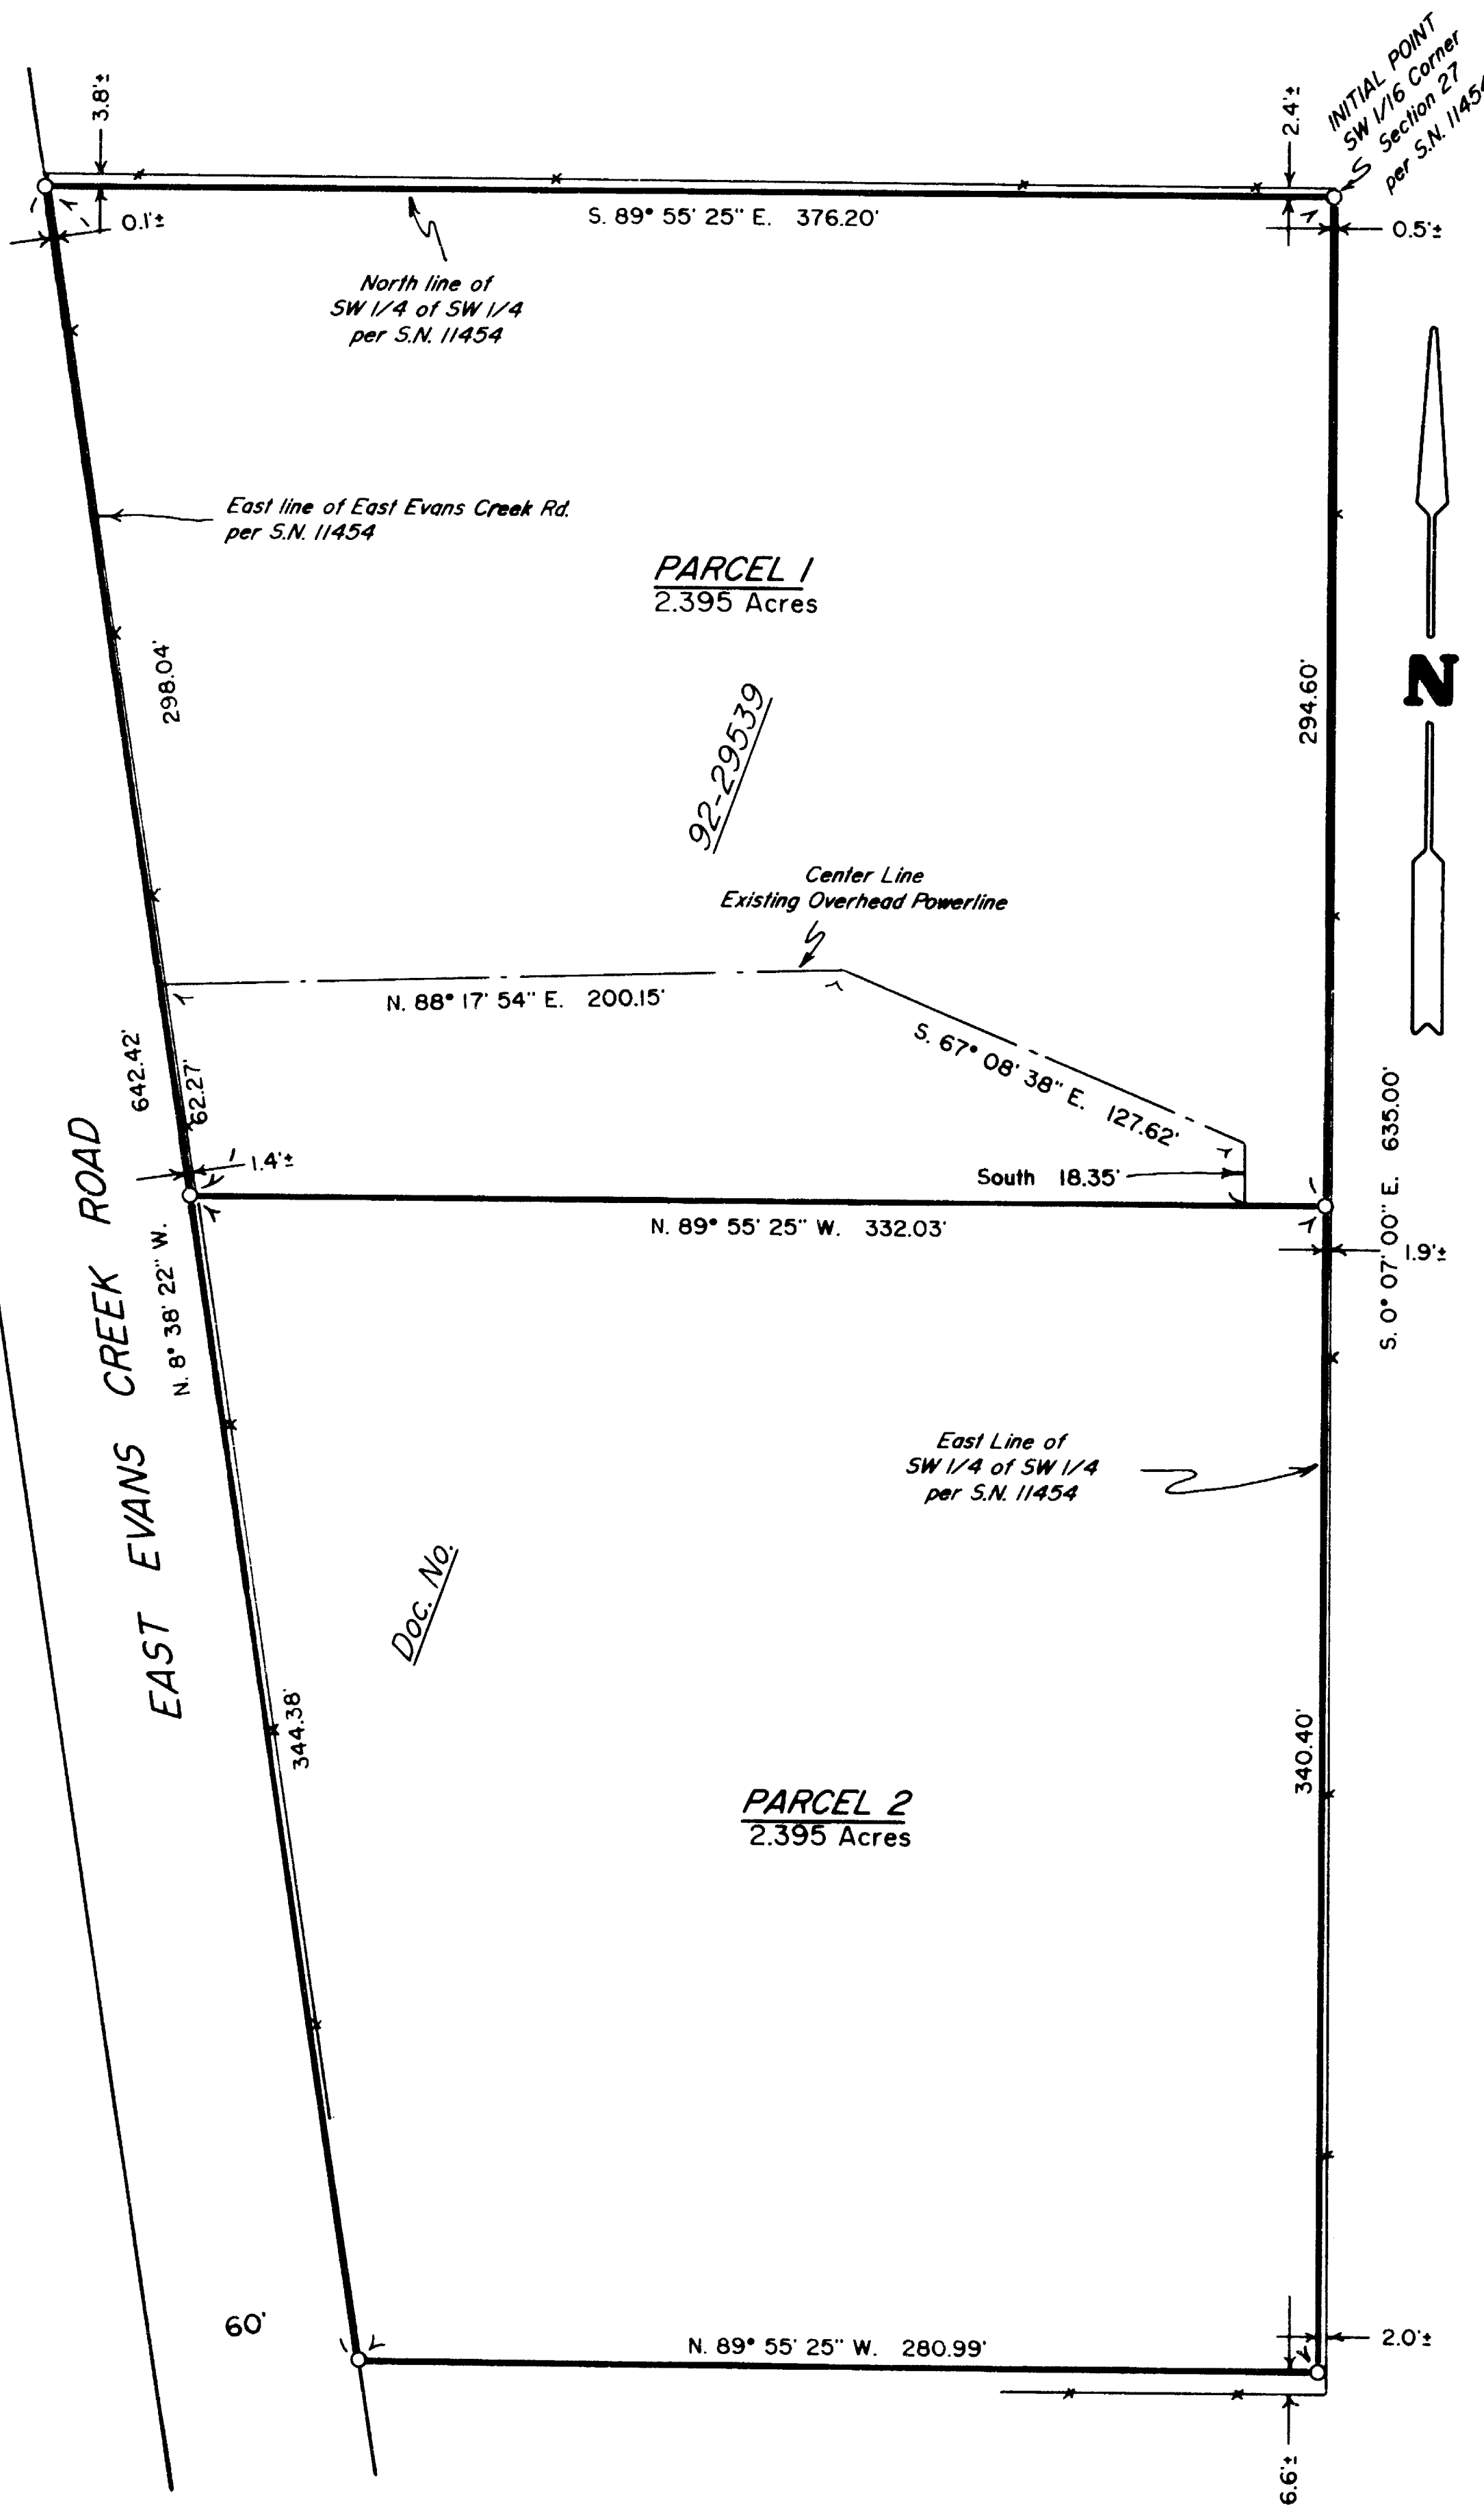 INITIAL POINT
SW 1/16 Corner
Section 27
per S.N.
3.8'±
2.4'±
0.1'±
S. 89° 55' 25" E. 376.20'
0.5'±
North line of
SW 1/4 of SW 1/4
per S.N. 11454
East line of East Evans Creek Rd.
per S.N. 11454
PARCEL 1
2.395 Acres
298.04'
294.60'
N
92-29539
Center Line
Existing Overhead Powerline
N. 88° 17' 54" E. 200.15'
S. 67° 08' 38" E. 127.62'
642.42'
62.27'
1.4'±
South 18.35'
N. 89° 55' 25" W. 332.03'
1.9'±
S. 0° 07' 00" E. 635.00'
N. 8° 38' 22" W.
EAST EVANS CREEK ROAD
East Line of
SW 1/4 of SW 1/4
per S.N. 11454
Doc. No.
344.38'
340.40'
PARCEL 2
2.395 Acres
60'
N. 89° 55' 25" W. 280.99'
2.0'±
6.6'±